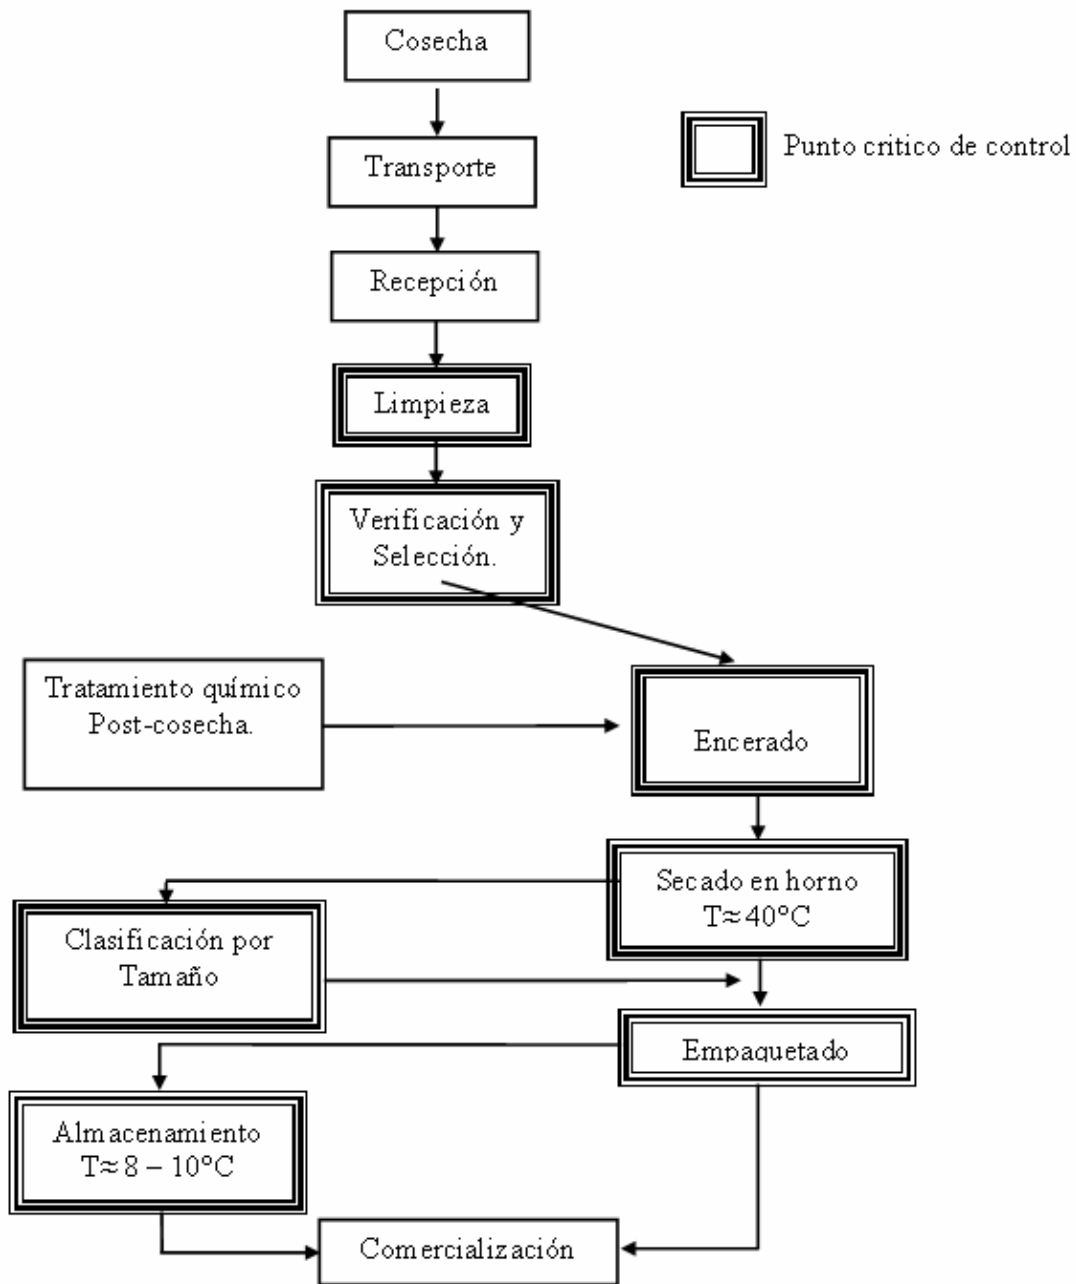 Cosecha
Punto critico de control
Transporte
Recepción
Limpieza
Verificación y
Selección.
Tratamiento químico
Post-cosecha.
Encerado
Secado en horno
T≈40°C
Clasificación por
Tamaño
Empaquetado
Almacenamiento
T≈8 – 10°C
Comercialización